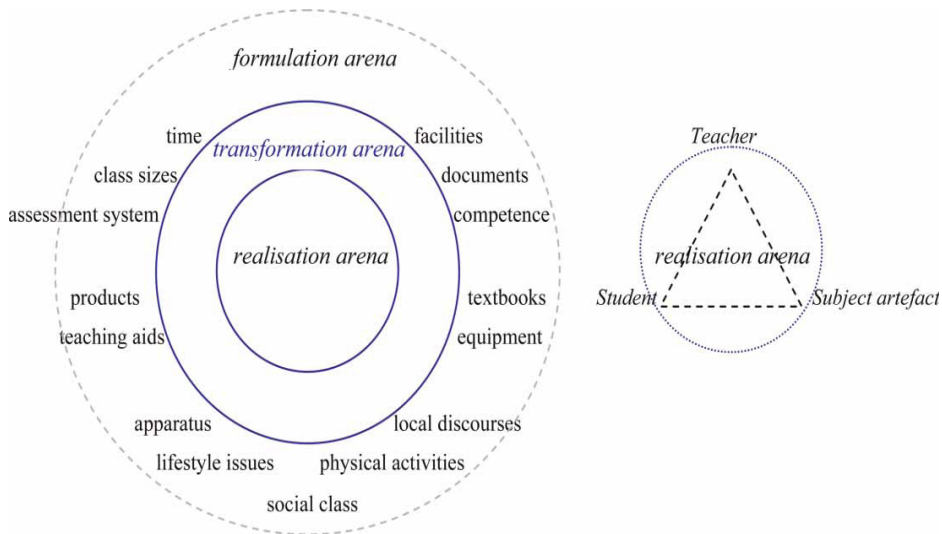 formulation arena
time
facilities
transformation arena
class sizes
documents
assessment system
competence
realisation arena
products
textbooks
teaching aids
equipment
apparatus
local discourses
lifestyle issues
physical activities
social class
Teacher
realisation arena
Student
Subject artefact